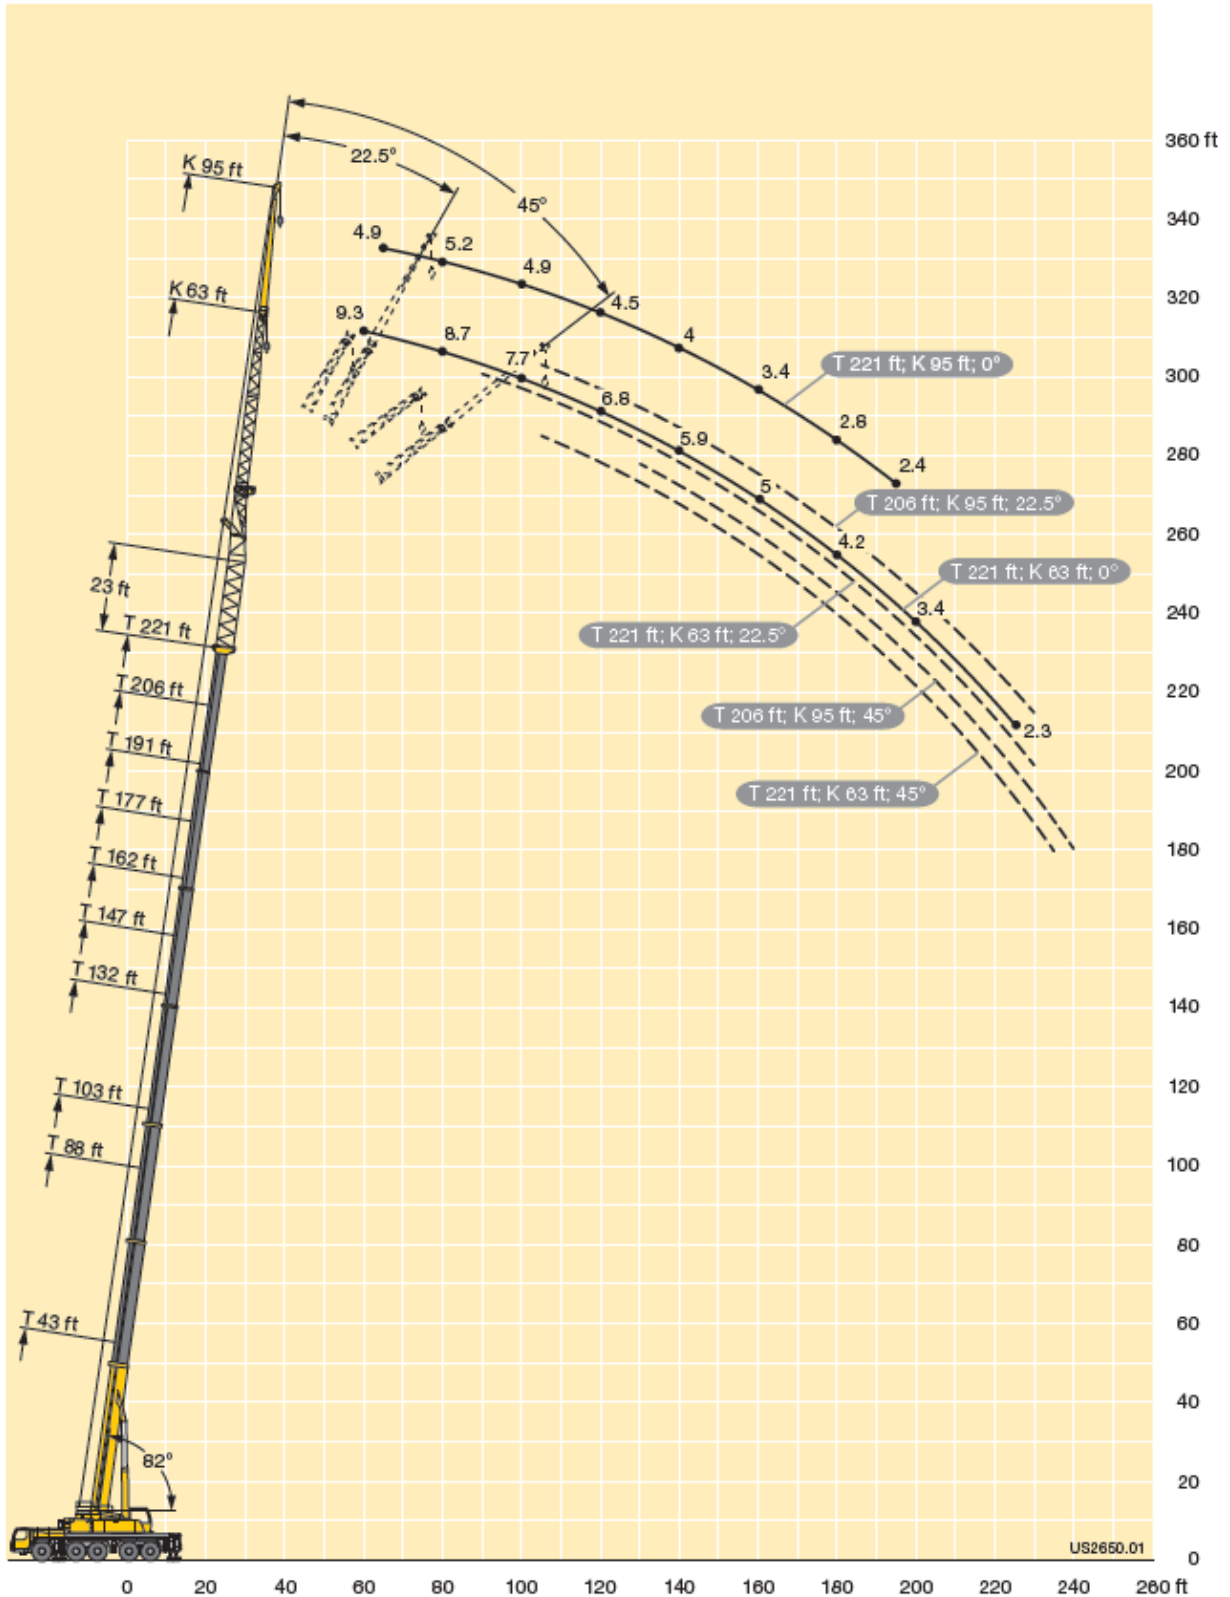 360 ft
K 95 ft
22.5°
45°
340
4.9
5.2
4.9
K 63 ft
320
4.5
9.3
8.7
4
7.7
300
3.4
T 221 ft; K 95 ft; 0°
6.8
2.8
5.9
280
2.4
5
T 206 ft; K 95 ft; 22.5°
260
4.2
23 ft
T 221 ft; K 63 ft; 0°
240
3.4
T 221 ft
T 221 ft; K 63 ft; 22.5°
T 206 ft
220
T 206 ft; K 95 ft; 45°
2.3
T 191 ft
200
T 177 ft
T 221 ft; K 63 ft; 45°
T 162 ft
180
T 147 ft
160
T 132 ft
140
T 103 ft
120
T 88 ft
100
80
T 43 ft
60
40
82°
20
US2650.01
0
0 20 40 60 80 100 120 140 160 180 200 220 240 260 ft